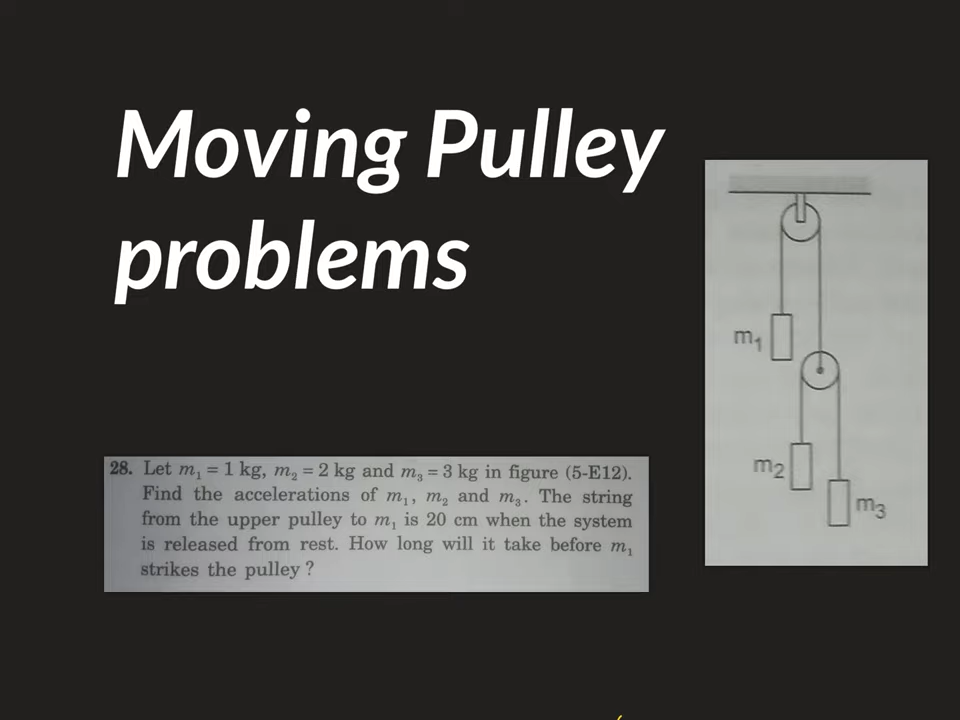 Moving Pulley
problems
m₁
m₂
m₃
28. Let m₁ = 1 kg, m₂ = 2 kg and m₃ = 3 kg in figure (5-E12).
Find the accelerations of m₁, m₂ and m₃. The string
from the upper pulley to m₁ is 20 cm when the system
is released from rest. How long will it take before m₁
strikes the pulley ?